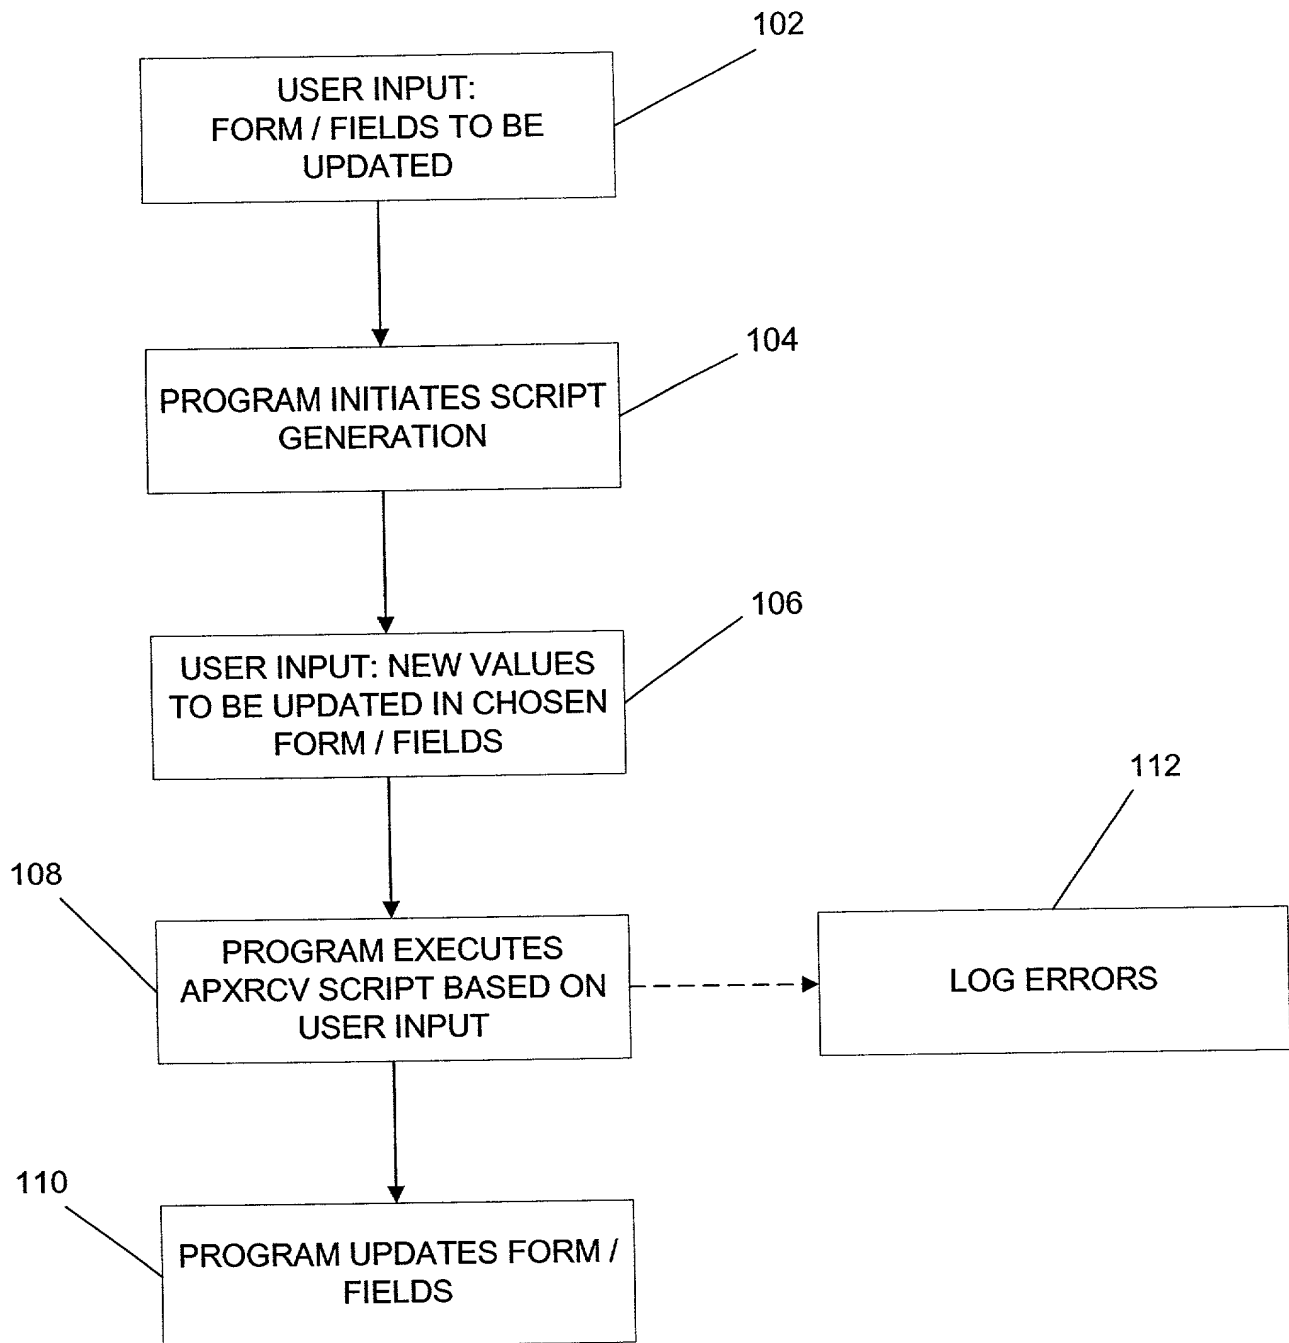 102
USER INPUT:
FORM / FIELDS TO BE
UPDATED
104
PROGRAM INITIATES SCRIPT
GENERATION
106
USER INPUT: NEW VALUES
TO BE UPDATED IN CHOSEN
FORM / FIELDS
112
108
PROGRAM EXECUTES
APXRCV SCRIPT BASED ON
USER INPUT
LOG ERRORS
110
PROGRAM UPDATES FORM /
FIELDS